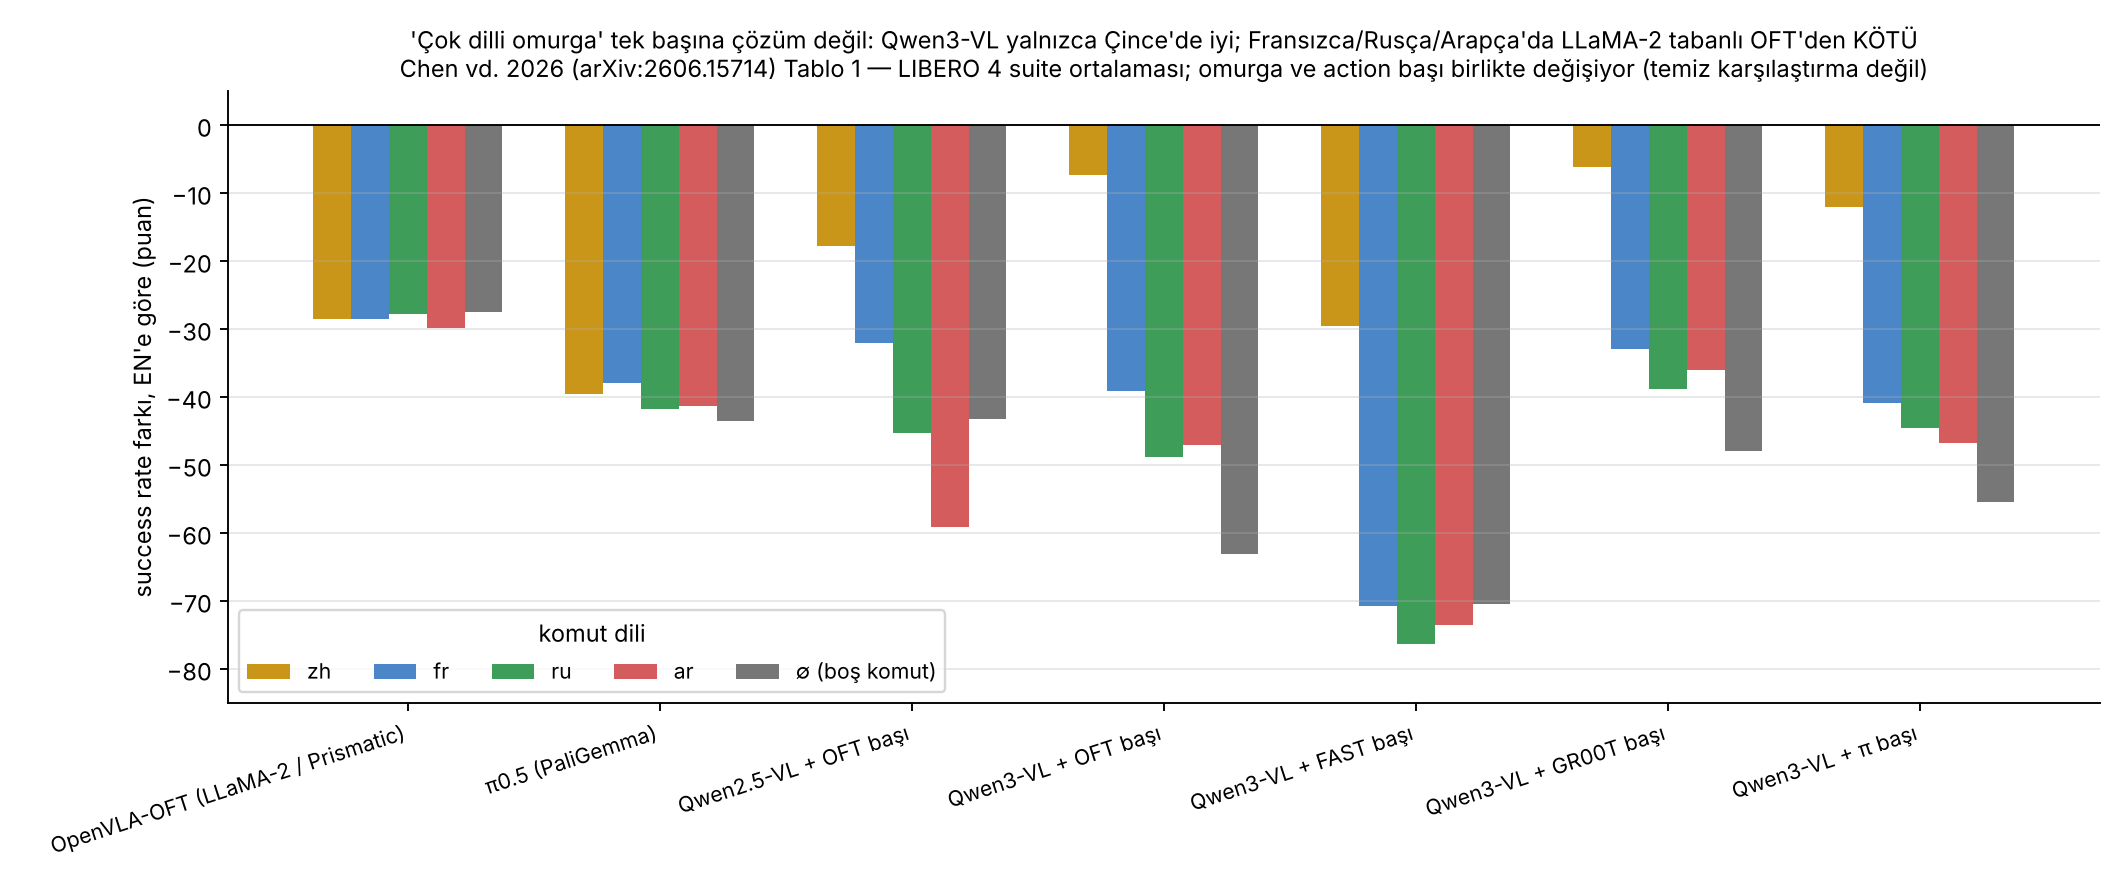 'Çok dilli omurga' tek başına çözüm değil: Qwen3-VL yalnızca Çince'de iyi; Fransızca/Rusça/Arapça'da LLaMA-2 tabanlı OFT'den KÖTÜ
Chen vd. 2026 (arXiv:2606.15714) Tablo 1 — LIBERO 4 suite ortalaması; omurga ve action başı birlikte değişiyor (temiz karşılaştırma değil)
success rate farkı, EN'e göre (puan)
0
−10
−20
−30
−40
−50
−60
−70
−80
komut dili
zh
fr
ru
ar
ø (boş komut)
OpenVLA-OFT (LLaMA-2 / Prismatic)
π0.5 (PaliGemma)
Qwen2.5-VL + OFT başı
Qwen3-VL + OFT başı
Qwen3-VL + FAST başı
Qwen3-VL + GR00T başı
Qwen3-VL + π başı